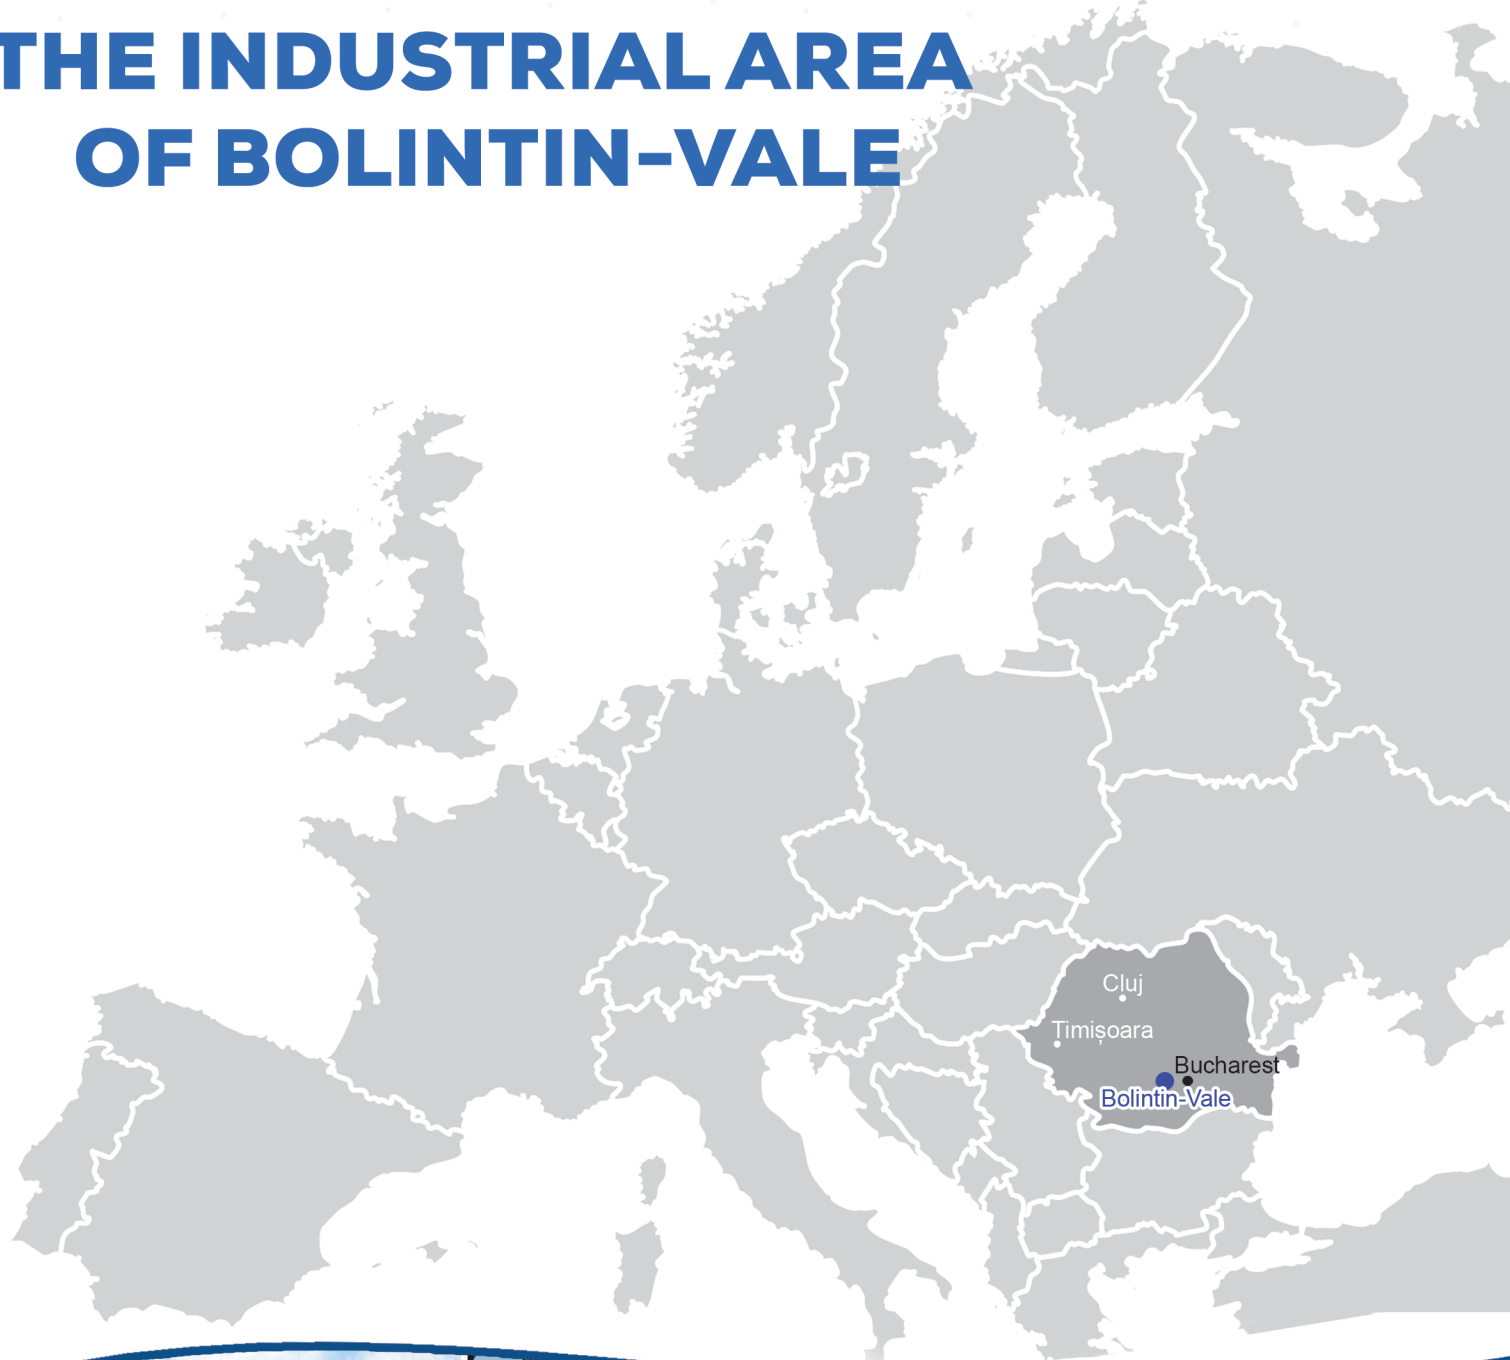 THE INDUSTRIAL AREA
OF BOLINTIN-VALE
Cluj
Timișoara
Bucharest
Bolintin-Vale